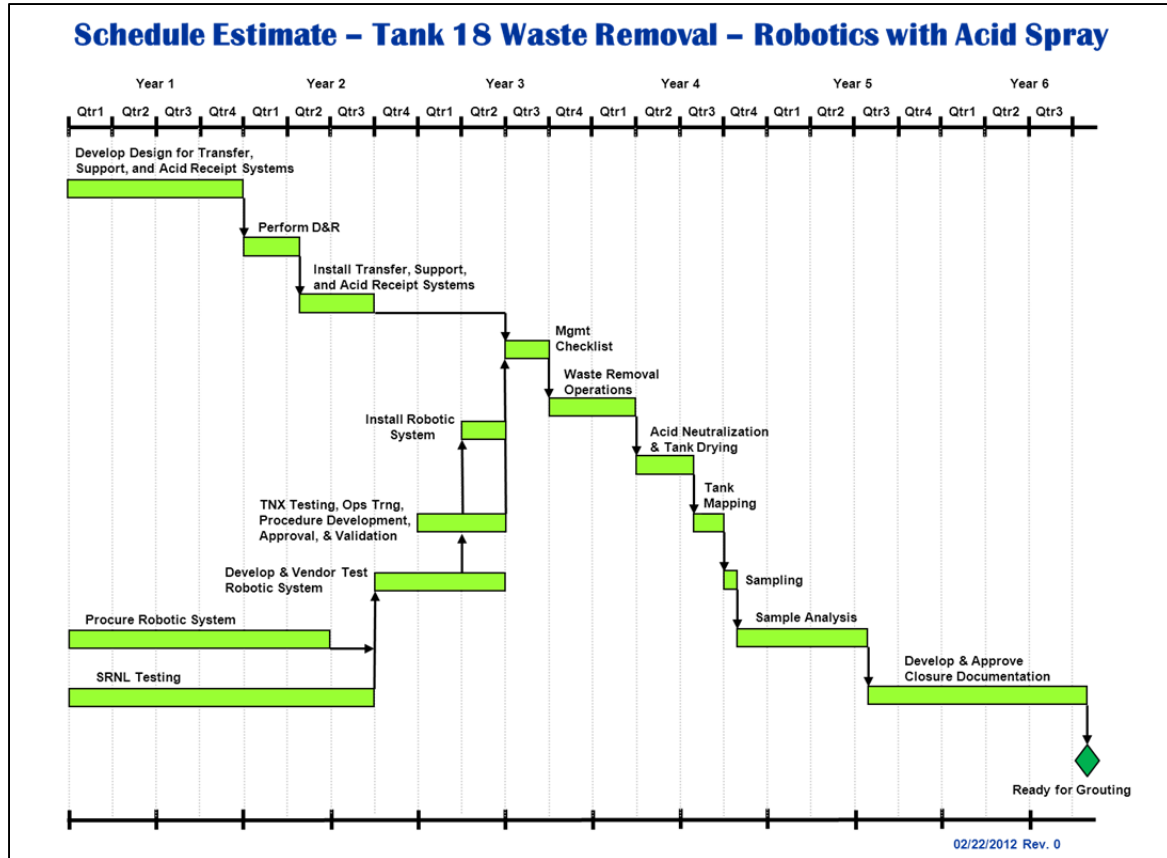 Schedule Estimate – Tank 18 Waste Removal – Robotics with Acid Spray
Year 1 Year 2 Year 3 Year 4 Year 5 Year 6
Qtr1 Qtr2 Qtr3 Qtr4 Qtr1 Qtr2 Qtr3 Qtr4 Qtr1 Qtr2 Qtr3 Qtr4 Qtr1 Qtr2 Qtr3 Qtr4 Qtr1 Qtr2 Qtr3 Qtr4 Qtr1 Qtr2 Qtr3
Develop Design for Transfer,
Support, and Acid Receipt Systems
Perform D&R
Install Transfer, Support,
and Acid Receipt Systems
Mgmt
Checklist
Waste Removal
Operations
Install Robotic
System
Acid Neutralization
& Tank Drying
Tank
Mapping
TNX Testing, Ops Trng,
Procedure Development,
Approval, & Validation
Develop & Vendor Test
Robotic System
Sampling
Procure Robotic System
Sample Analysis
SRNL Testing
Develop & Approve
Closure Documentation
Ready for Grouting
02/22/2012 Rev. 0